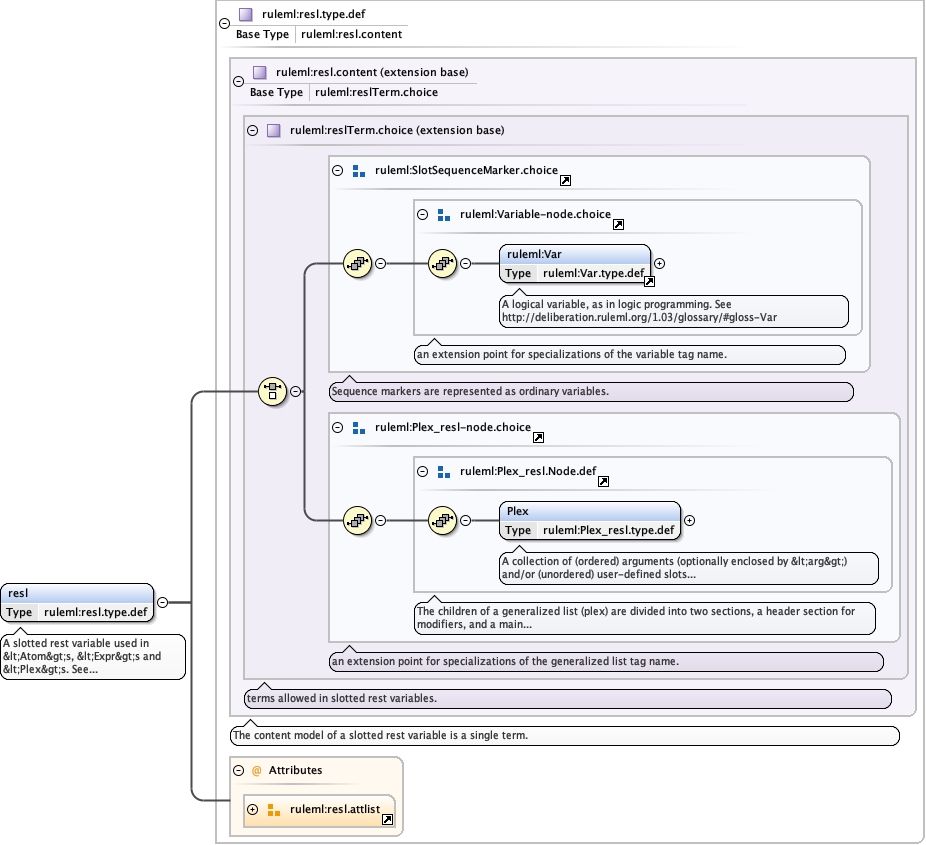 ruleml:resl.type.def
Base Type ruleml:resl.content
ruleml:resl.content (extension base)
Base Type ruleml:reslTerm.choice
ruleml:reslTerm.choice (extension base)
ruleml:SlotSequenceMarker.choice
ruleml:Variable-node.choice
ruleml:Var
Type ruleml:Var.type.def
A logical variable, as in logic programming. See
http://deliberation.ruleml.org/1.03/glossary/#gloss-Var
an extension point for specializations of the variable tag name.
Sequence markers are represented as ordinary variables.
ruleml:Plex_resl-node.choice
ruleml:Plex_resl.Node.def
Plex
Type ruleml:Plex_resl.type.def
A collection of (ordered) arguments (optionally enclosed by &lt;arg&gt;)
and/or (unordered) user-defined slots...
The children of a generalized list (plex) are divided into two sections, a header section for
modifiers, and a main...
an extension point for specializations of the generalized list tag name.
terms allowed in slotted rest variables.
The content model of a slotted rest variable is a single term.
resl
Type ruleml:resl.type.def
A slotted rest variable used in
&lt;Atom&gt;s, &lt;Expr&gt;s and
&lt;Plex&gt;s. See...
@ Attributes
ruleml:resl.attlist